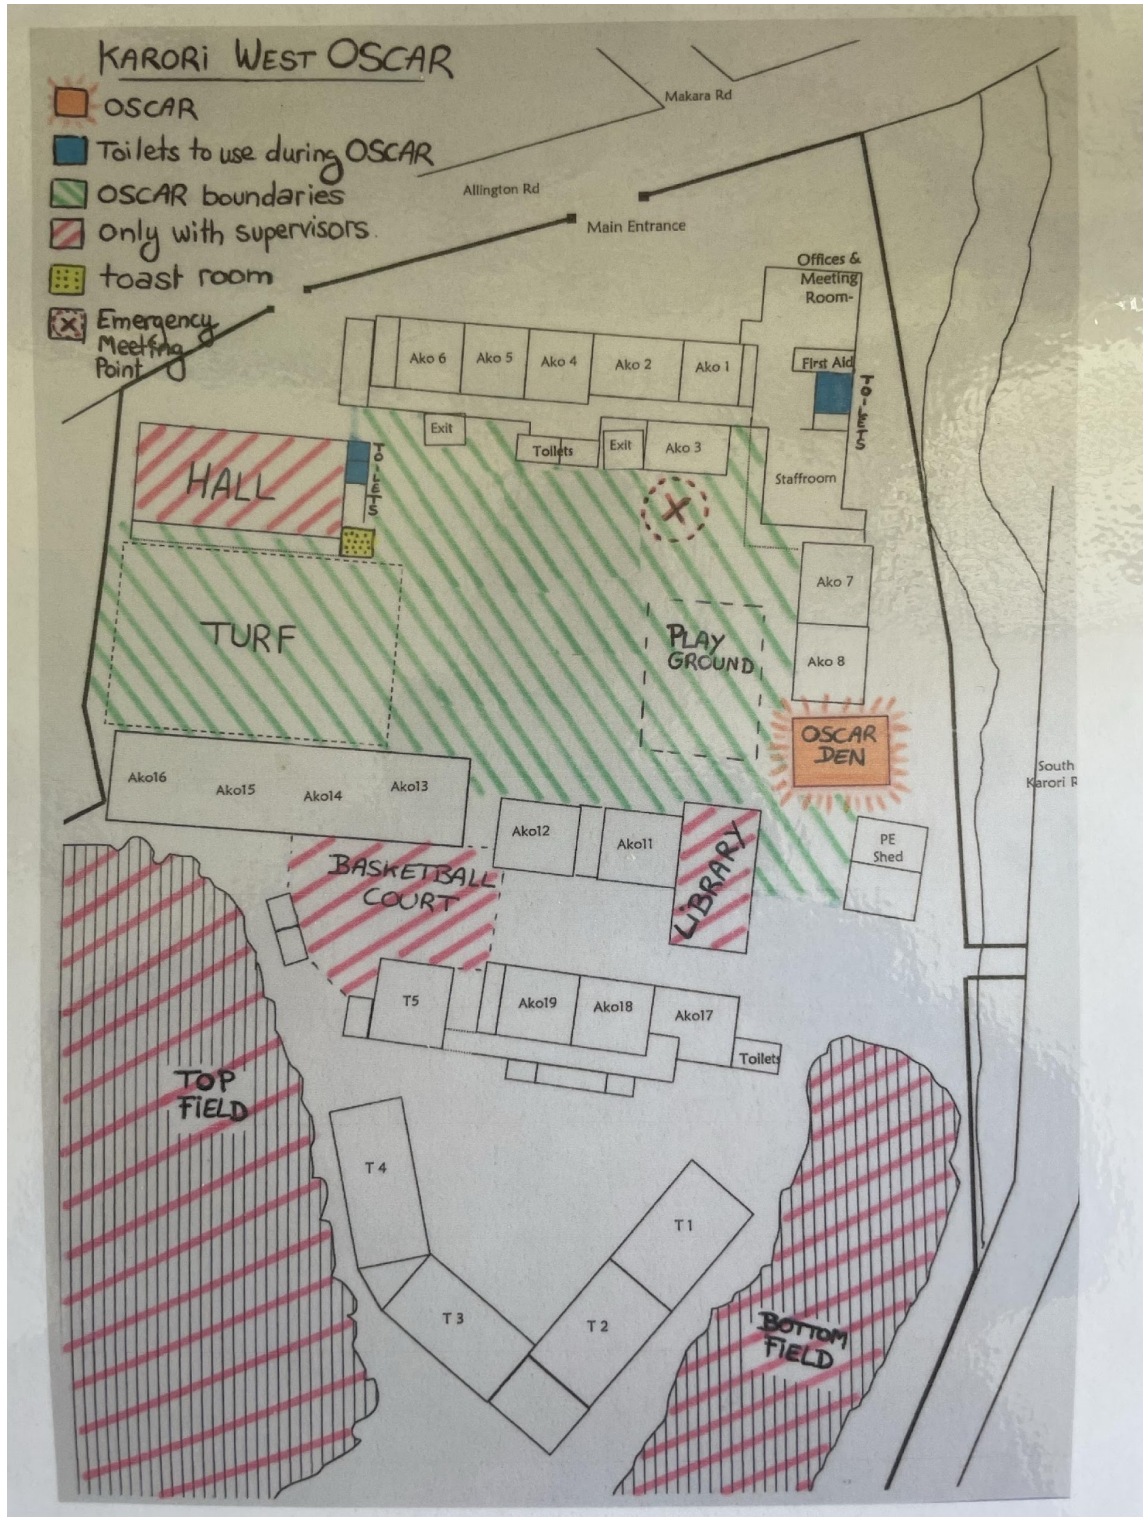 KARORI WEST OSCAR
OSCAR
Toilets to use during OSCAR
OSCAR boundaries
Only with supervisors.
toast room
Emergency
Meeting
Point
Makara Rd
Allington Rd
Main Entrance
Offices &
Meeting
Room-
First Aid
TOILETS
Ako 6
Ako 5
Ako 4
Ako 2
Ako 1
Exit
Toilets
Exit
Ako 3
Staffroom
HALL
TOILETS
X
Ako 7
TURF
PLAY
GROUND
Ako 8
OSCAR
DEN
South
Karori R
Ako16
Ako15
Ako14
Ako13
Ako12
Ako11
LIBRARY
PE
Shed
BASKETBALL
COURT
T5
Ako19
Ako18
Ako17
Toilets
TOP
FIELD
T 4
T 3
T 2
T 1
BOTTOM
FIELD